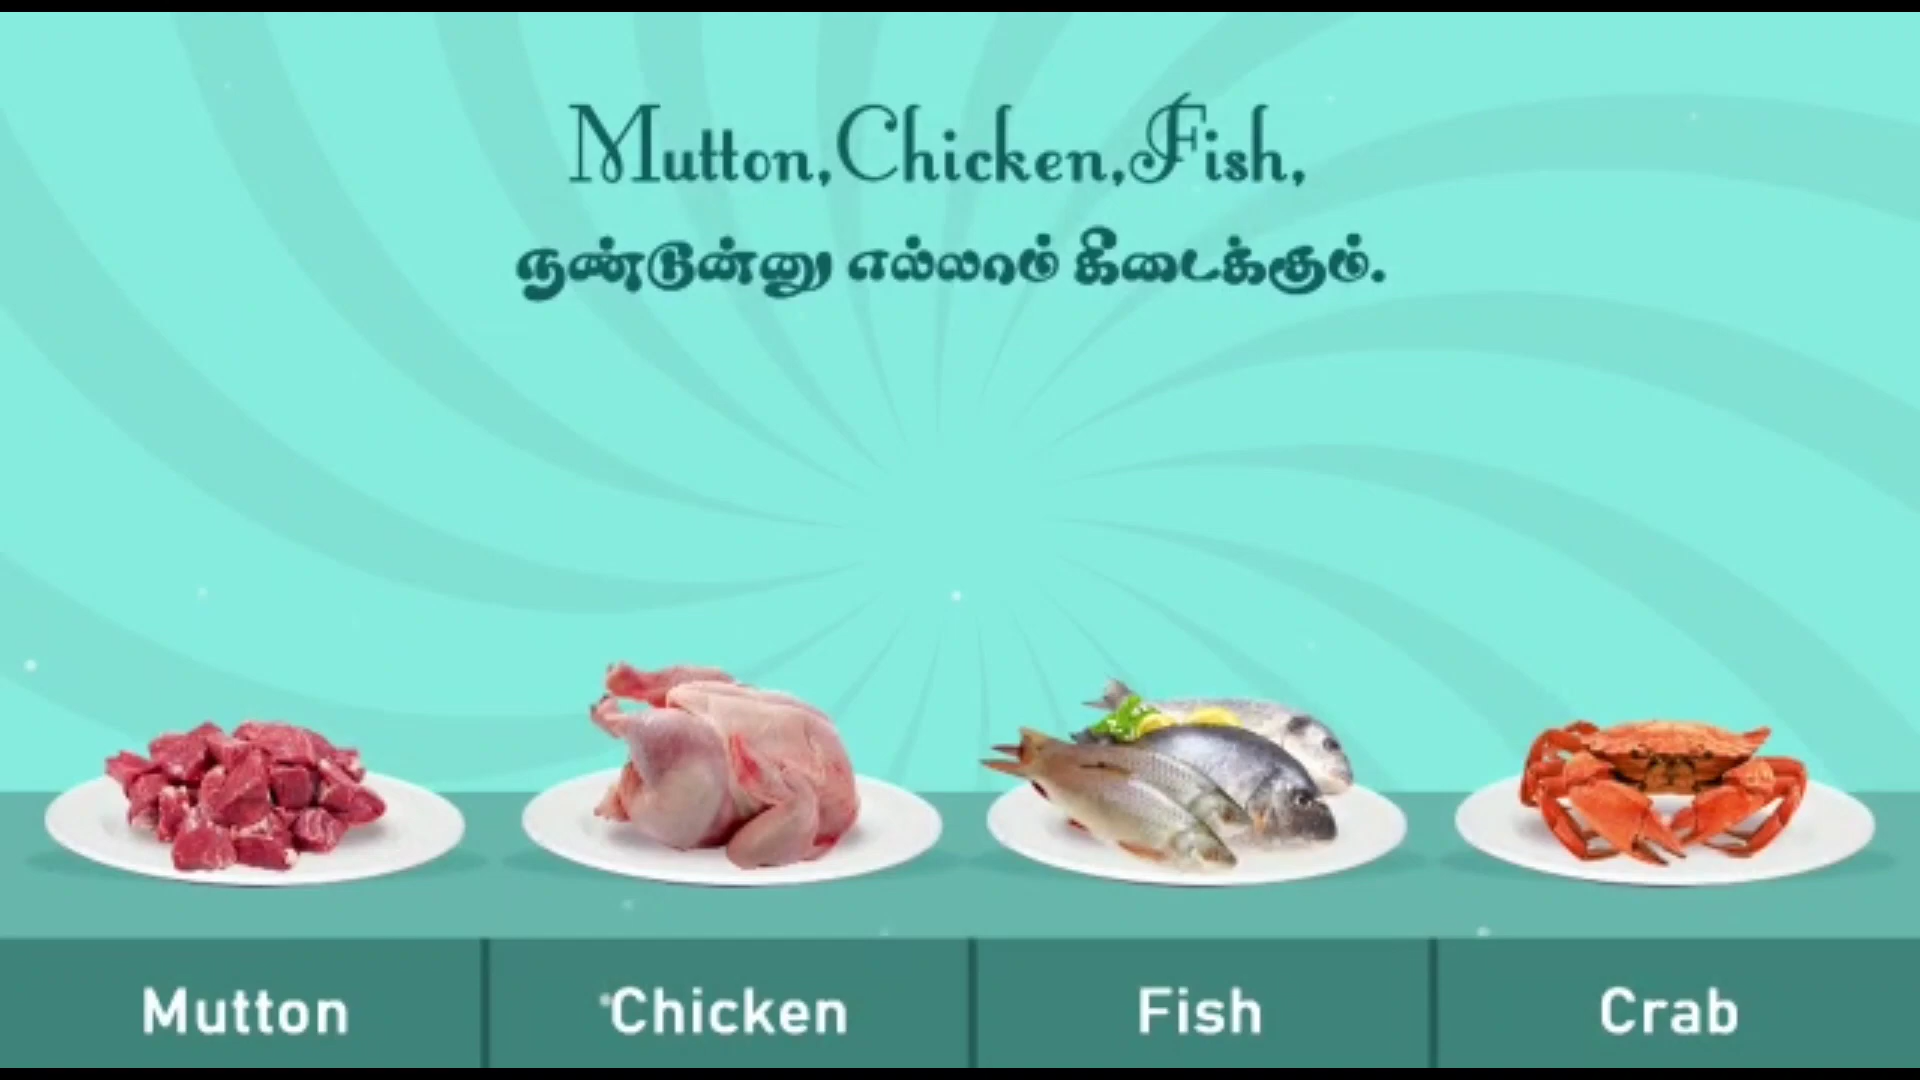 Mutton,Chicken,Fish,
நண்டுன்னு எல்லாம் கிடைக்கும்.
Mutton
Chicken
Fish
Crab